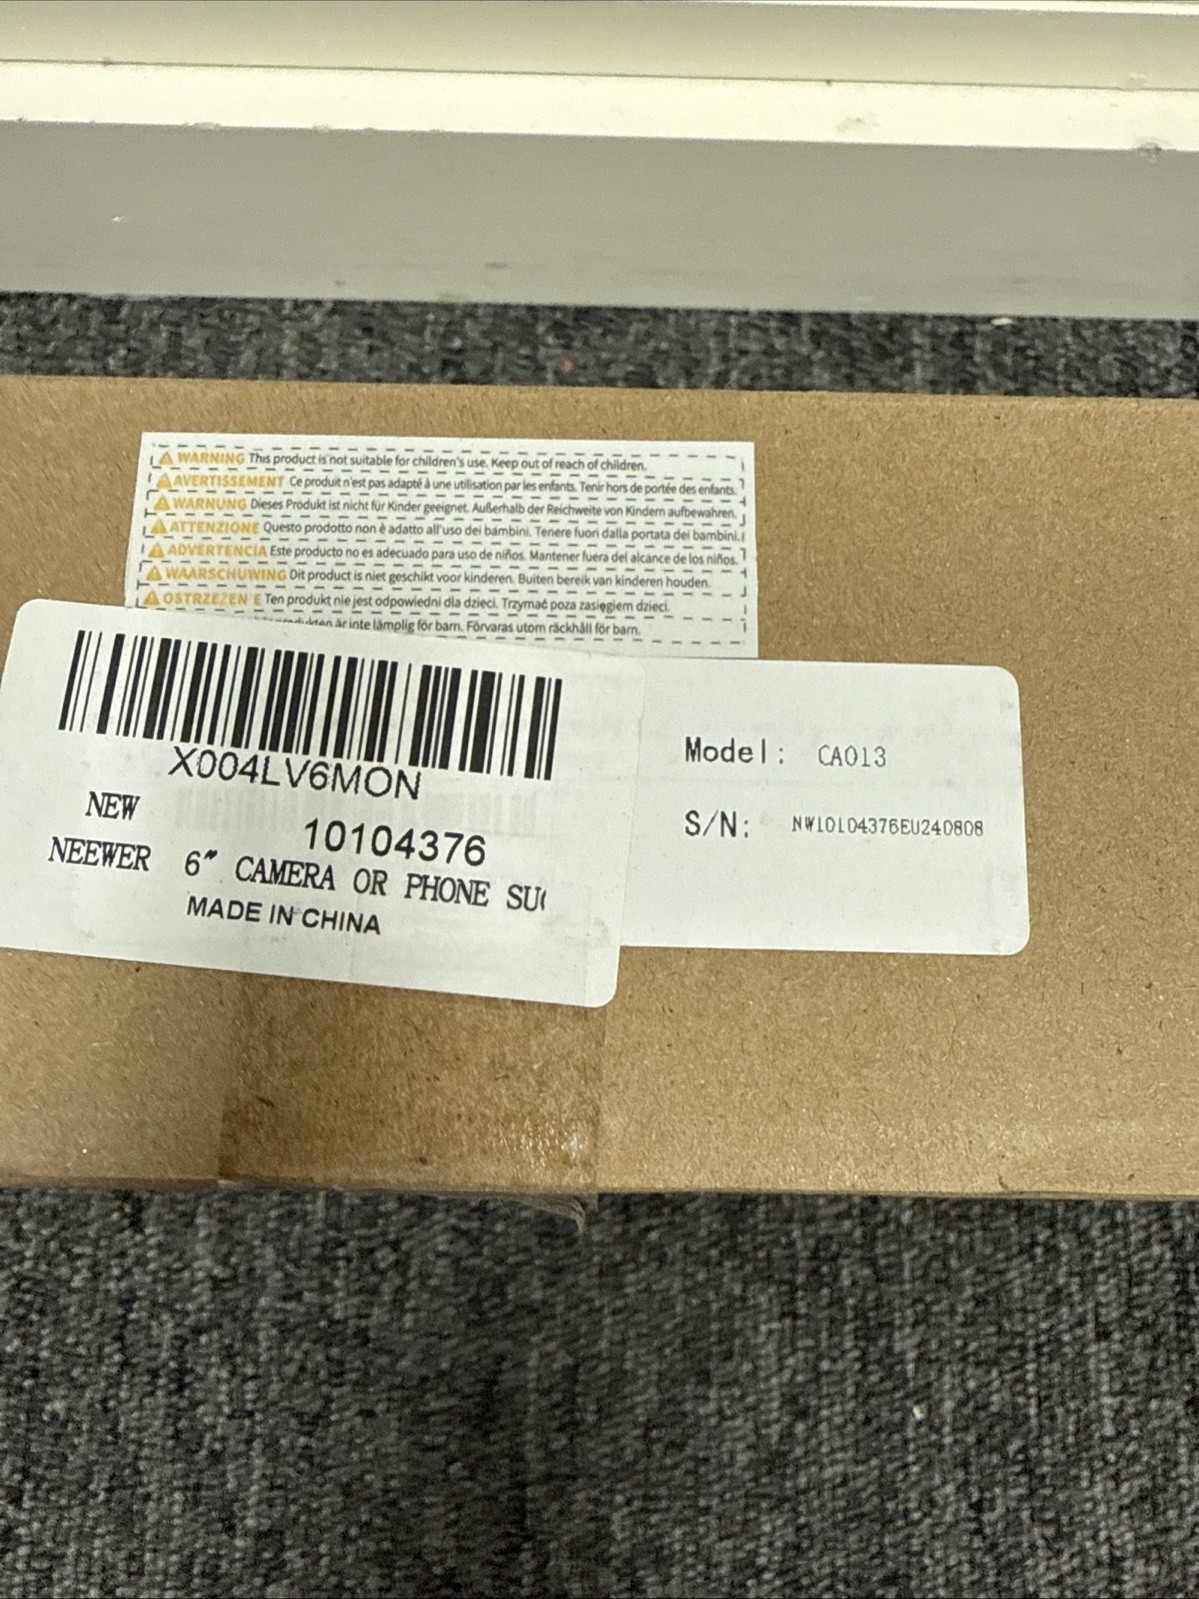 WARNING This product is not suitable for children's use. Keep out of reach of children.
AVERTISSEMENT Ce produit n'est pas adapté à une utilisation par les enfants. Tenir hors de portée des enfants.
WARNUNG Dieses Produkt ist nicht für Kinder geeignet. Außerhalb der Reichweite von Kindern aufbewahren.
ATTENZIONE Questo prodotto non è adatto all'uso dei bambini. Tenere fuori dalla portata dei bambini.
ADVERTENCIA Este producto no es adecuado para uso de niños. Mantener fuera del alcance de los niños.
WAARSCHUWING Dit product is niet geschikt voor kinderen. Buiten bereik van kinderen houden.
OSTRZEŻENIE Ten produkt nie jest odpowiedni dla dzieci. Trzymać poza zasięgiem dzieci.
är inte lämplig för barn. Förvaras utom räckhåll för barn.
X004LV6MON
NEW
10104376
NEEWER 6" CAMERA OR PHONE SU
MADE IN CHINA
Model: CA013
S/N: NW10104376EU240808